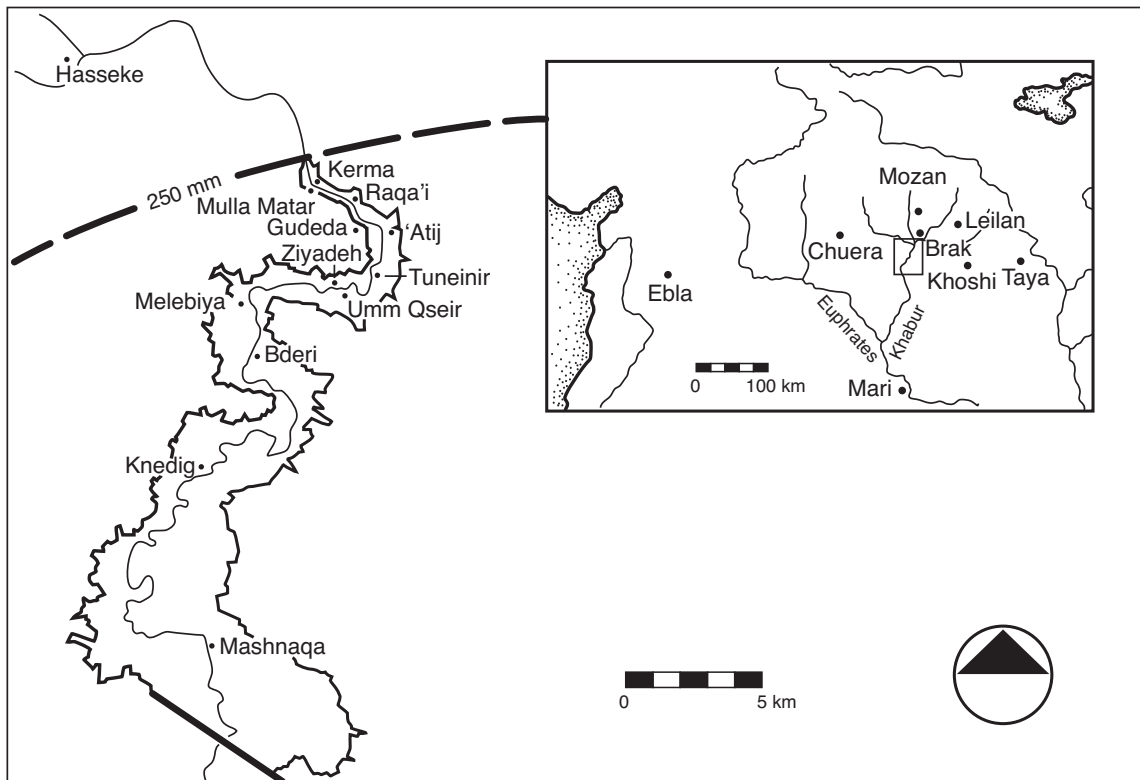 Hasseke
250 mm
Kerma
Raqa'i
Mulla Matar
Gudeda
'Atij
Ziyadeh
Tuneinir
Melebiya
Umm Qseir
Bderi
Knedig
Mashnaqa
0 5 km
Mozan
Leilan
Chuera
Brak
Khoshi
Taya
Ebla
Euphrates
Khabur
0 100 km
Mari